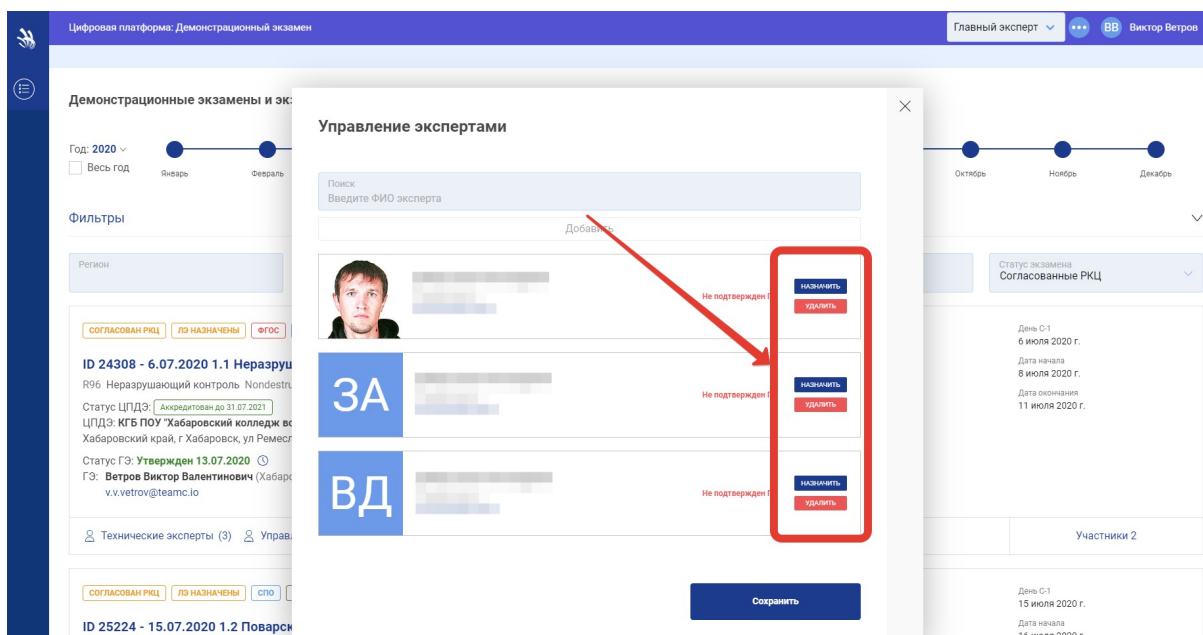 Цифровая платформа: Демонстрационный экзамен
Главный эксперт
ВВ Виктор Ветров
Демонстрационные экзамены и эк
Год: 2020
Весь год
Январь
Февраль
Октябрь
Ноябрь
Декабрь
Фильтры
Регион
Статус экзамена
Согласованные РКЦ
СОГЛАСОВАН РКЦ ЛЭ НАЗНАЧЕНЫ ФГОС
ID 24308 - 6.07.2020 1.1 Неразруш
R96 Неразрушающий контроль Nondestru
Статус ЦПДЭ: Аккредитован до 31.07.2021
ЦПДЭ: КГБ ПОУ "Хабаровский колледж во
Хабаровский край, г Хабаровск, ул Ремесл
Статус ГЭ: Утвержден 13.07.2020
ГЭ: Ветров Виктор Валентинович (Хабаро
v.v.vetrov@teamc.io
Технические эксперты (3) Управ
День С-1
6 июля 2020 г.
Дата начала
8 июля 2020 г.
Дата окончания
11 июля 2020 г.
Участники 2
СОГЛАСОВАН РКЦ ЛЭ НАЗНАЧЕНЫ СПО
ID 25224 - 15.07.2020 1.2 Поварск
День С-1
15 июля 2020 г.
Дата начала
16 июля 2020 г.
Управление экспертами
Поиск
Введите ФИО эксперта
Добавить
Не подтвержден
НАЗНАЧИТЬ
УДАЛИТЬ
ЗА
Не подтвержден
НАЗНАЧИТЬ
УДАЛИТЬ
ВД
Не подтвержден
НАЗНАЧИТЬ
УДАЛИТЬ
Сохранить